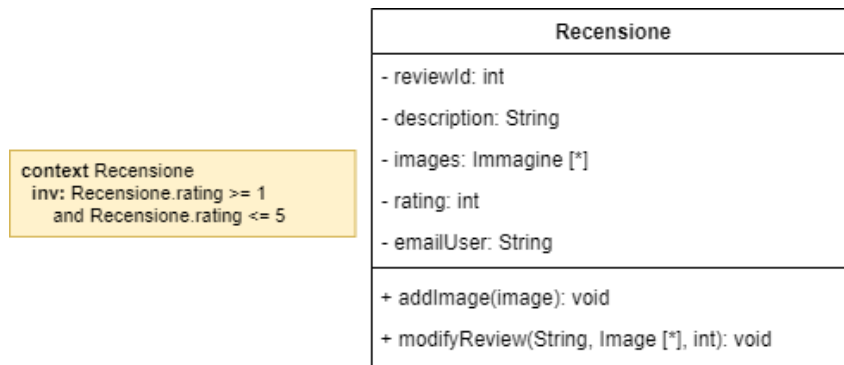 context Recensione
inv: Recensione.rating >= 1
and Recensione.rating <= 5
Recensione
- reviewId: int
- description: String
- images: Immagine [*]
- rating: int
- emailUser: String
+ addImage(image): void
+ modifyReview(String, Image [*], int): void